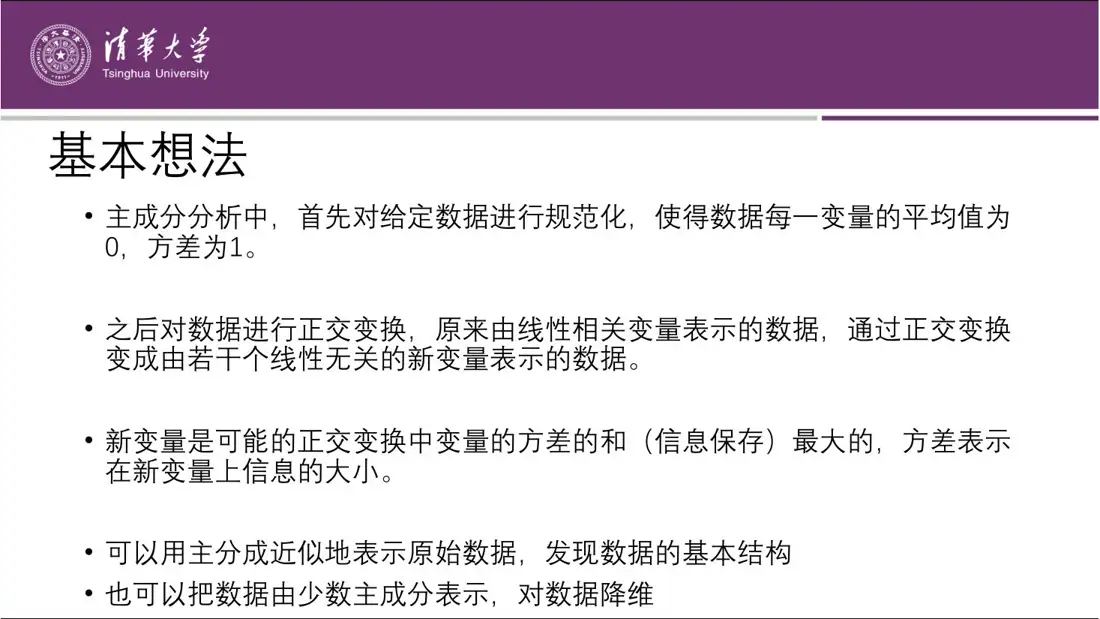 清华大学
Tsinghua University
基本想法
• 主成分分析中，首先对给定数据进行规范化，使得数据每一变量的平均值为
0，方差为1。
• 之后对数据进行正交变换，原来由线性相关变量表示的数据，通过正交变换
变成由若干个线性无关的新变量表示的数据。
• 新变量是可能的正交变换中变量的方差的和（信息保存）最大的，方差表示
在新变量上信息的大小。
• 可以用主分成近似地表示原始数据，发现数据的基本结构
• 也可以把数据由少数主成分表示，对数据降维